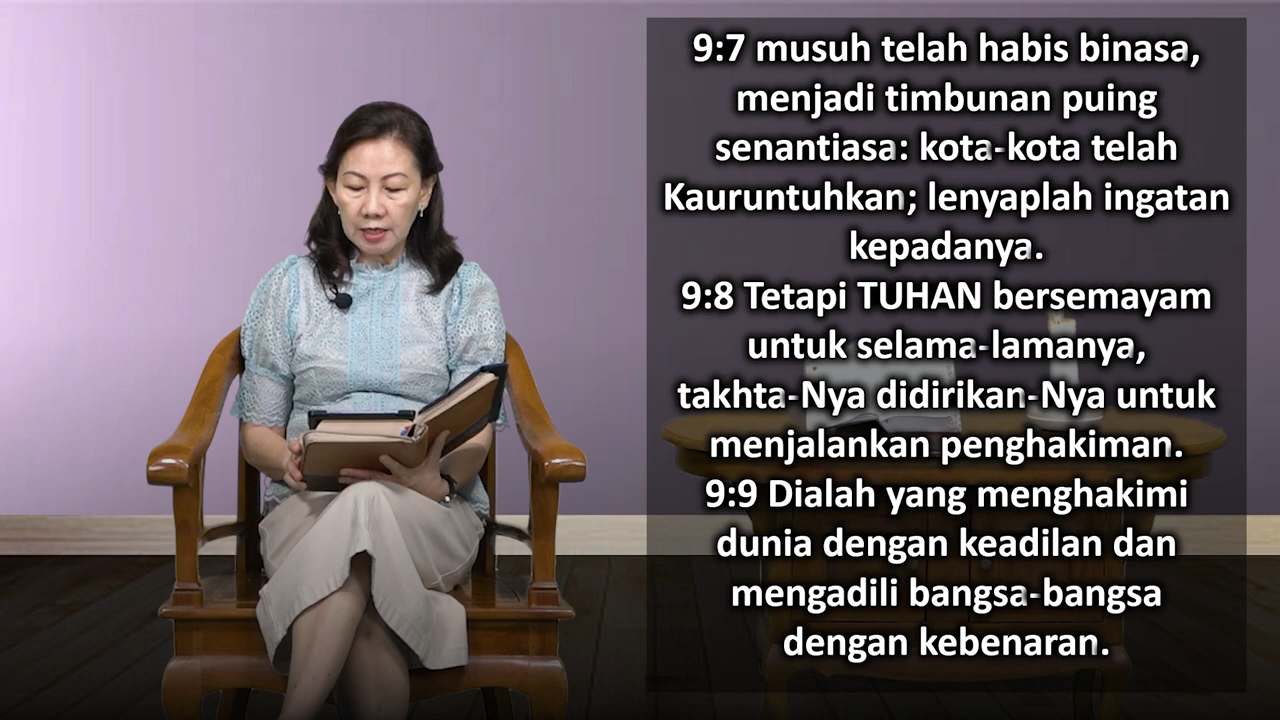 9:7 musuh telah habis binasa,
menjadi timbunan puing
senantiasa: kota-kota telah
Kauruntuhkan; lenyaplah ingatan
kepadanya.
9:8 Tetapi TUHAN bersemayam
untuk selama-lamanya,
takhta-Nya didirikan-Nya untuk
menjalankan penghakiman.
9:9 Dialah yang menghakimi
dunia dengan keadilan dan
mengadili bangsa-bangsa
dengan kebenaran.